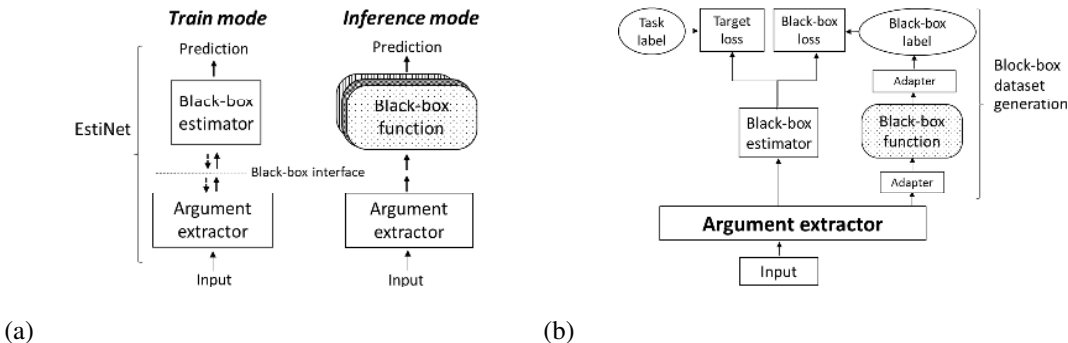 Train mode
Inference mode
Prediction
Prediction
EstiNet
Black-box
estimator
Black-box
function
Black-box interface
Argument
extractor
Argument
extractor
Input
Input
(a)
Task
label
Target
loss
Black-box
loss
Black-box
label
Adapter
Block-box
dataset
generation
Black-box
estimator
Black-box
function
Adapter
Argument extractor
Input
(b)